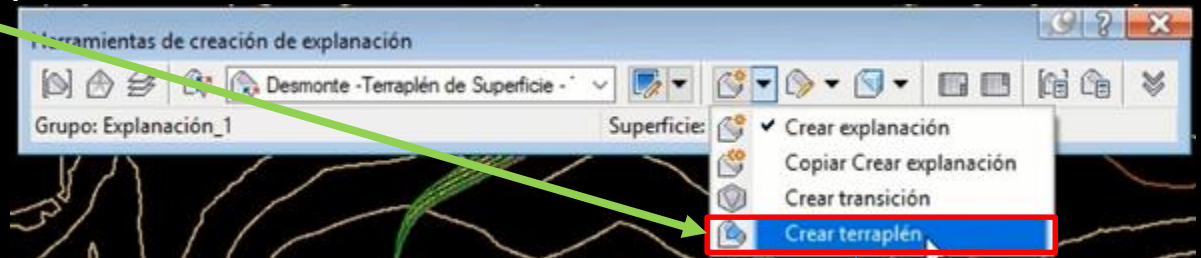 Herramientas de creación de explanación
Desmonte -Terraplén de Superficie -
Grupo: Explanación_1
Superficie:
Crear explanación
Copiar Crear explanación
Crear transición
Crear terraplén